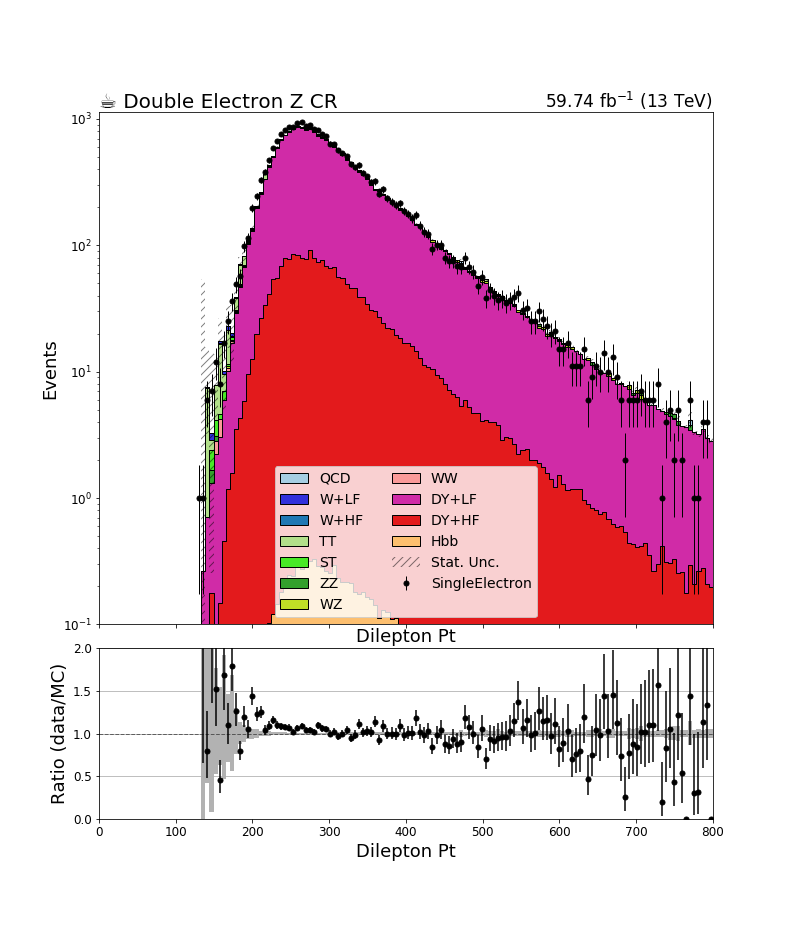 ☕ Double Electron Z CR 59.74 fb⁻¹ (13 TeV)
10³
10²
10¹
10⁰
10⁻¹
Events
QCD WW
W+LF DY+LF
W+HF DY+HF
TT Hbb
ST Stat. Unc.
ZZ SingleElectron
WZ
Dilepton Pt
2.0
1.5
1.0
0.5
0.0
Ratio (data/MC)
0 100 200 300 400 500 600 700 800
Dilepton Pt